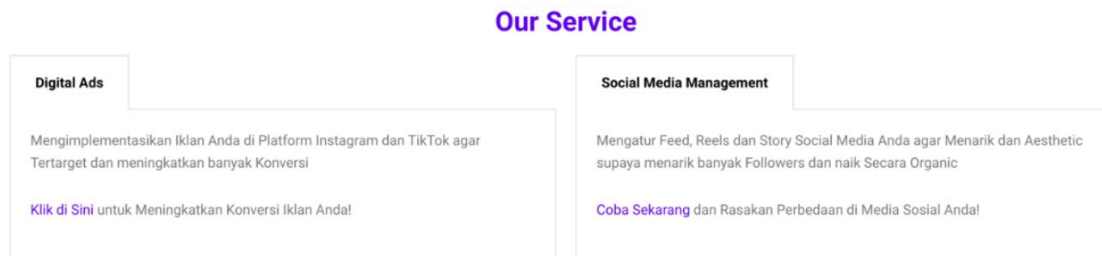 Our Service
Digital Ads
Mengimplementasikan Iklan Anda di Platform Instagram dan TikTok agar
Tertarget dan meningkatkan banyak Konversi
Klik di Sini untuk Meningkatkan Konversi Iklan Anda!
Social Media Management
Mengatur Feed, Reels dan Story Social Media Anda agar Menarik dan Aesthetic
supaya menarik banyak Followers dan naik Secara Organic
Coba Sekarang dan Rasakan Perbedaan di Media Sosial Anda!